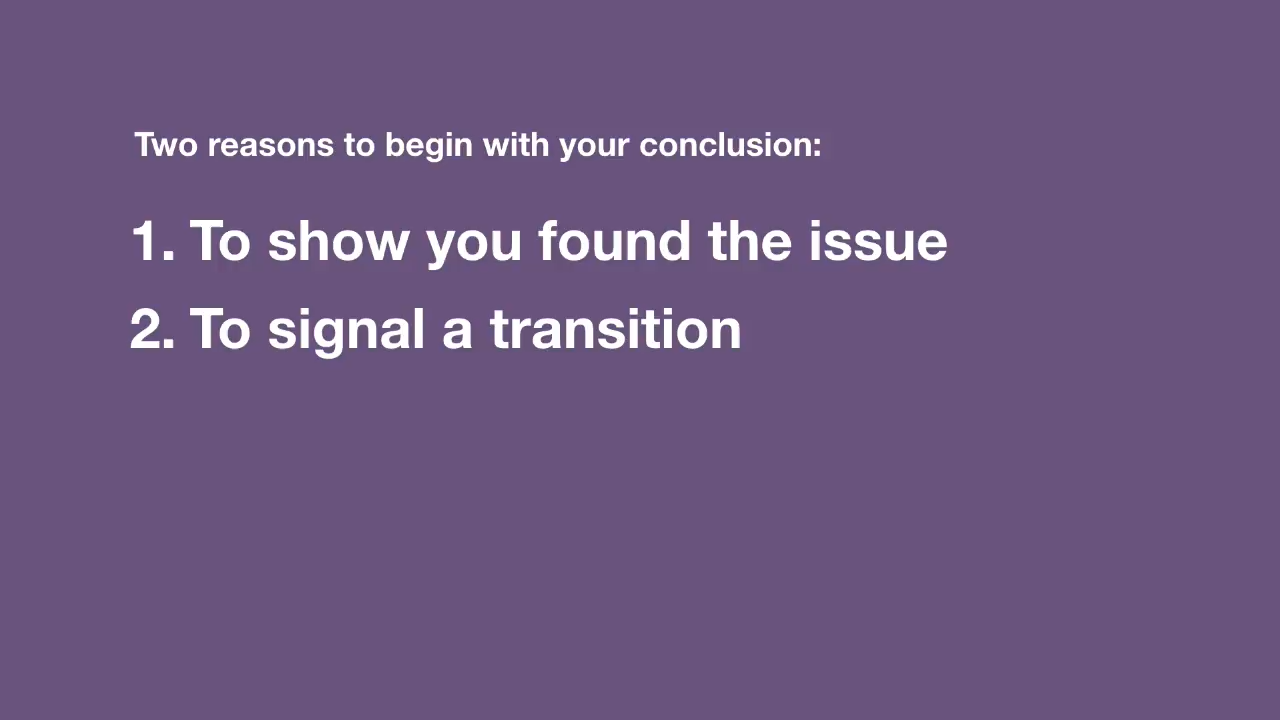 Two reasons to begin with your conclusion:
1. To show you found the issue
2. To signal a transition